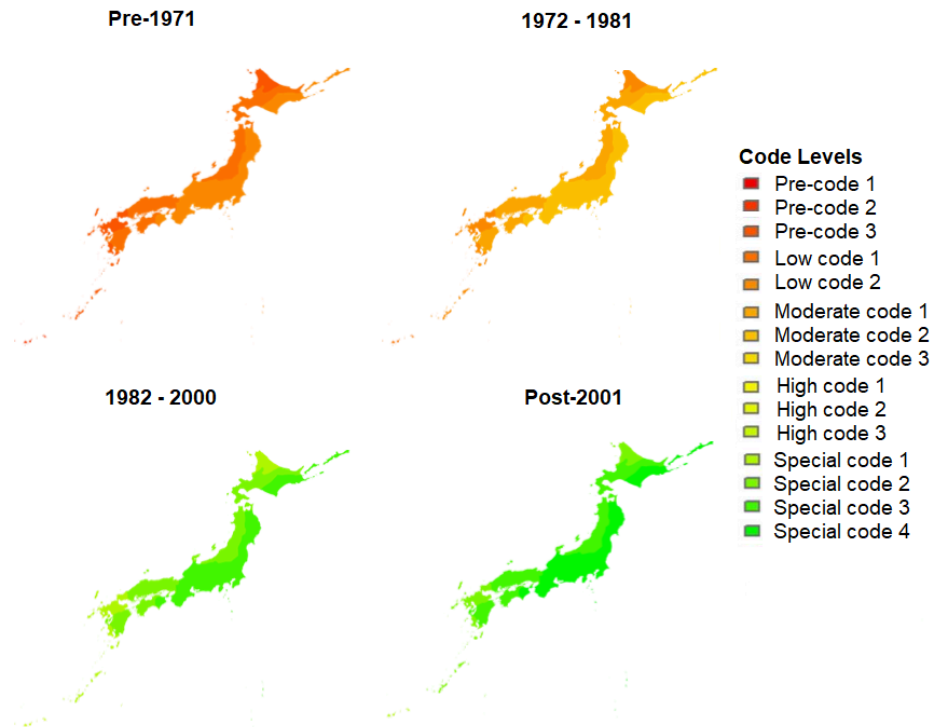 Pre-1971
1972 - 1981
1982 - 2000
Post-2001
Code Levels
Pre-code 1
Pre-code 2
Pre-code 3
Low code 1
Low code 2
Moderate code 1
Moderate code 2
Moderate code 3
High code 1
High code 2
High code 3
Special code 1
Special code 2
Special code 3
Special code 4